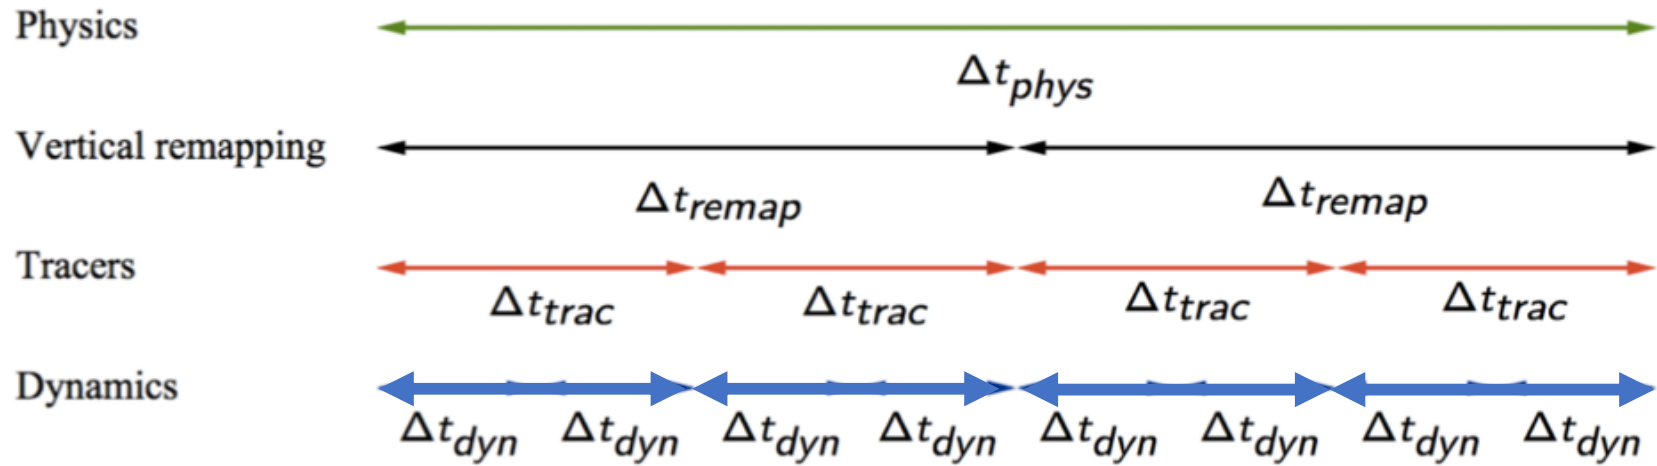 Physics
Δt_phys
Vertical remapping
Δt_remap Δt_remap
Tracers
Δt_trac Δt_trac Δt_trac Δt_trac
Dynamics
Δt_dyn Δt_dyn Δt_dyn Δt_dyn Δt_dyn Δt_dyn Δt_dyn Δt_dyn